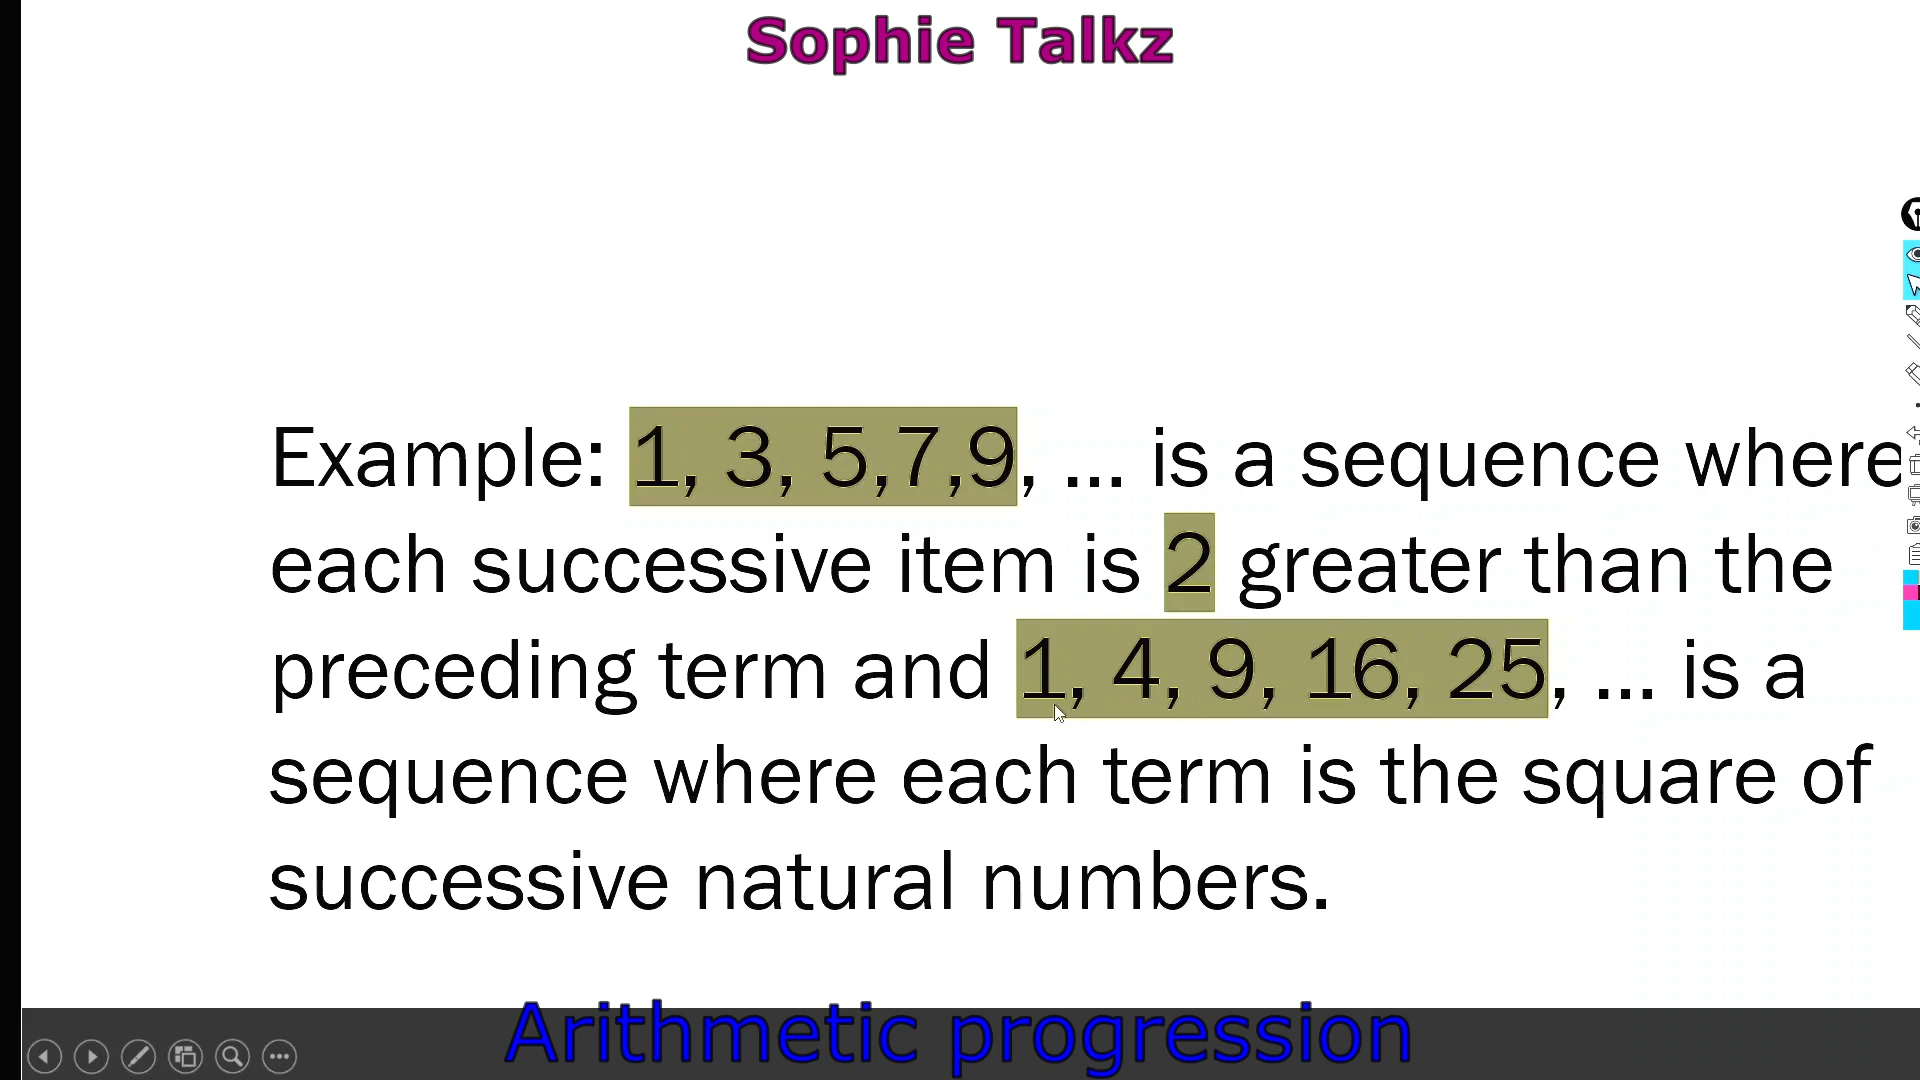 Sophie Talkz
Example: 1, 3, 5,7,9, ... is a sequence where
each successive item is 2 greater than the
preceding term and 1, 4, 9, 16, 25, ... is a
sequence where each term is the square of
successive natural numbers.
Arithmetic progression